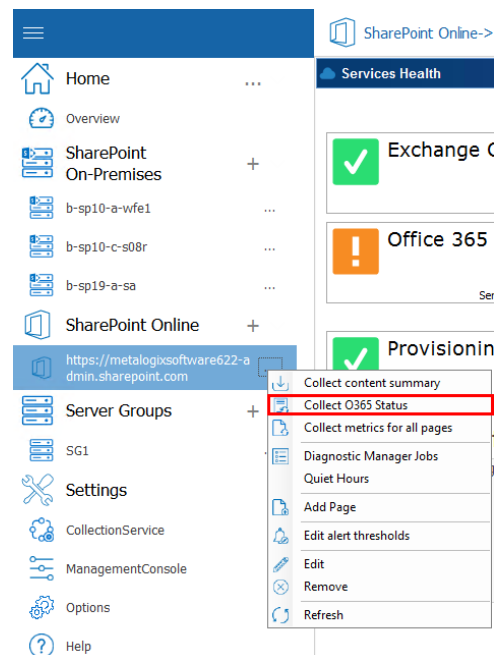 SharePoint Online->
Home
...
Services Health
Overview
SharePoint
On-Premises
+
Exchange
b-sp10-a-wfe1
...
b-sp10-c-s08r
...
Office 365
b-sp19-a-sa
...
Ser
SharePoint Online
+
https://metalogixsoftware622-a
dmin.sharepoint.com
...
Provisionin
Collect content summary
Server Groups
+
Collect O365 Status
Collect metrics for all pages
SG1
Diagnostic Manager Jobs
Quiet Hours
Settings
Add Page
CollectionService
Edit alert thresholds
ManagementConsole
Edit
Remove
Options
Refresh
Help